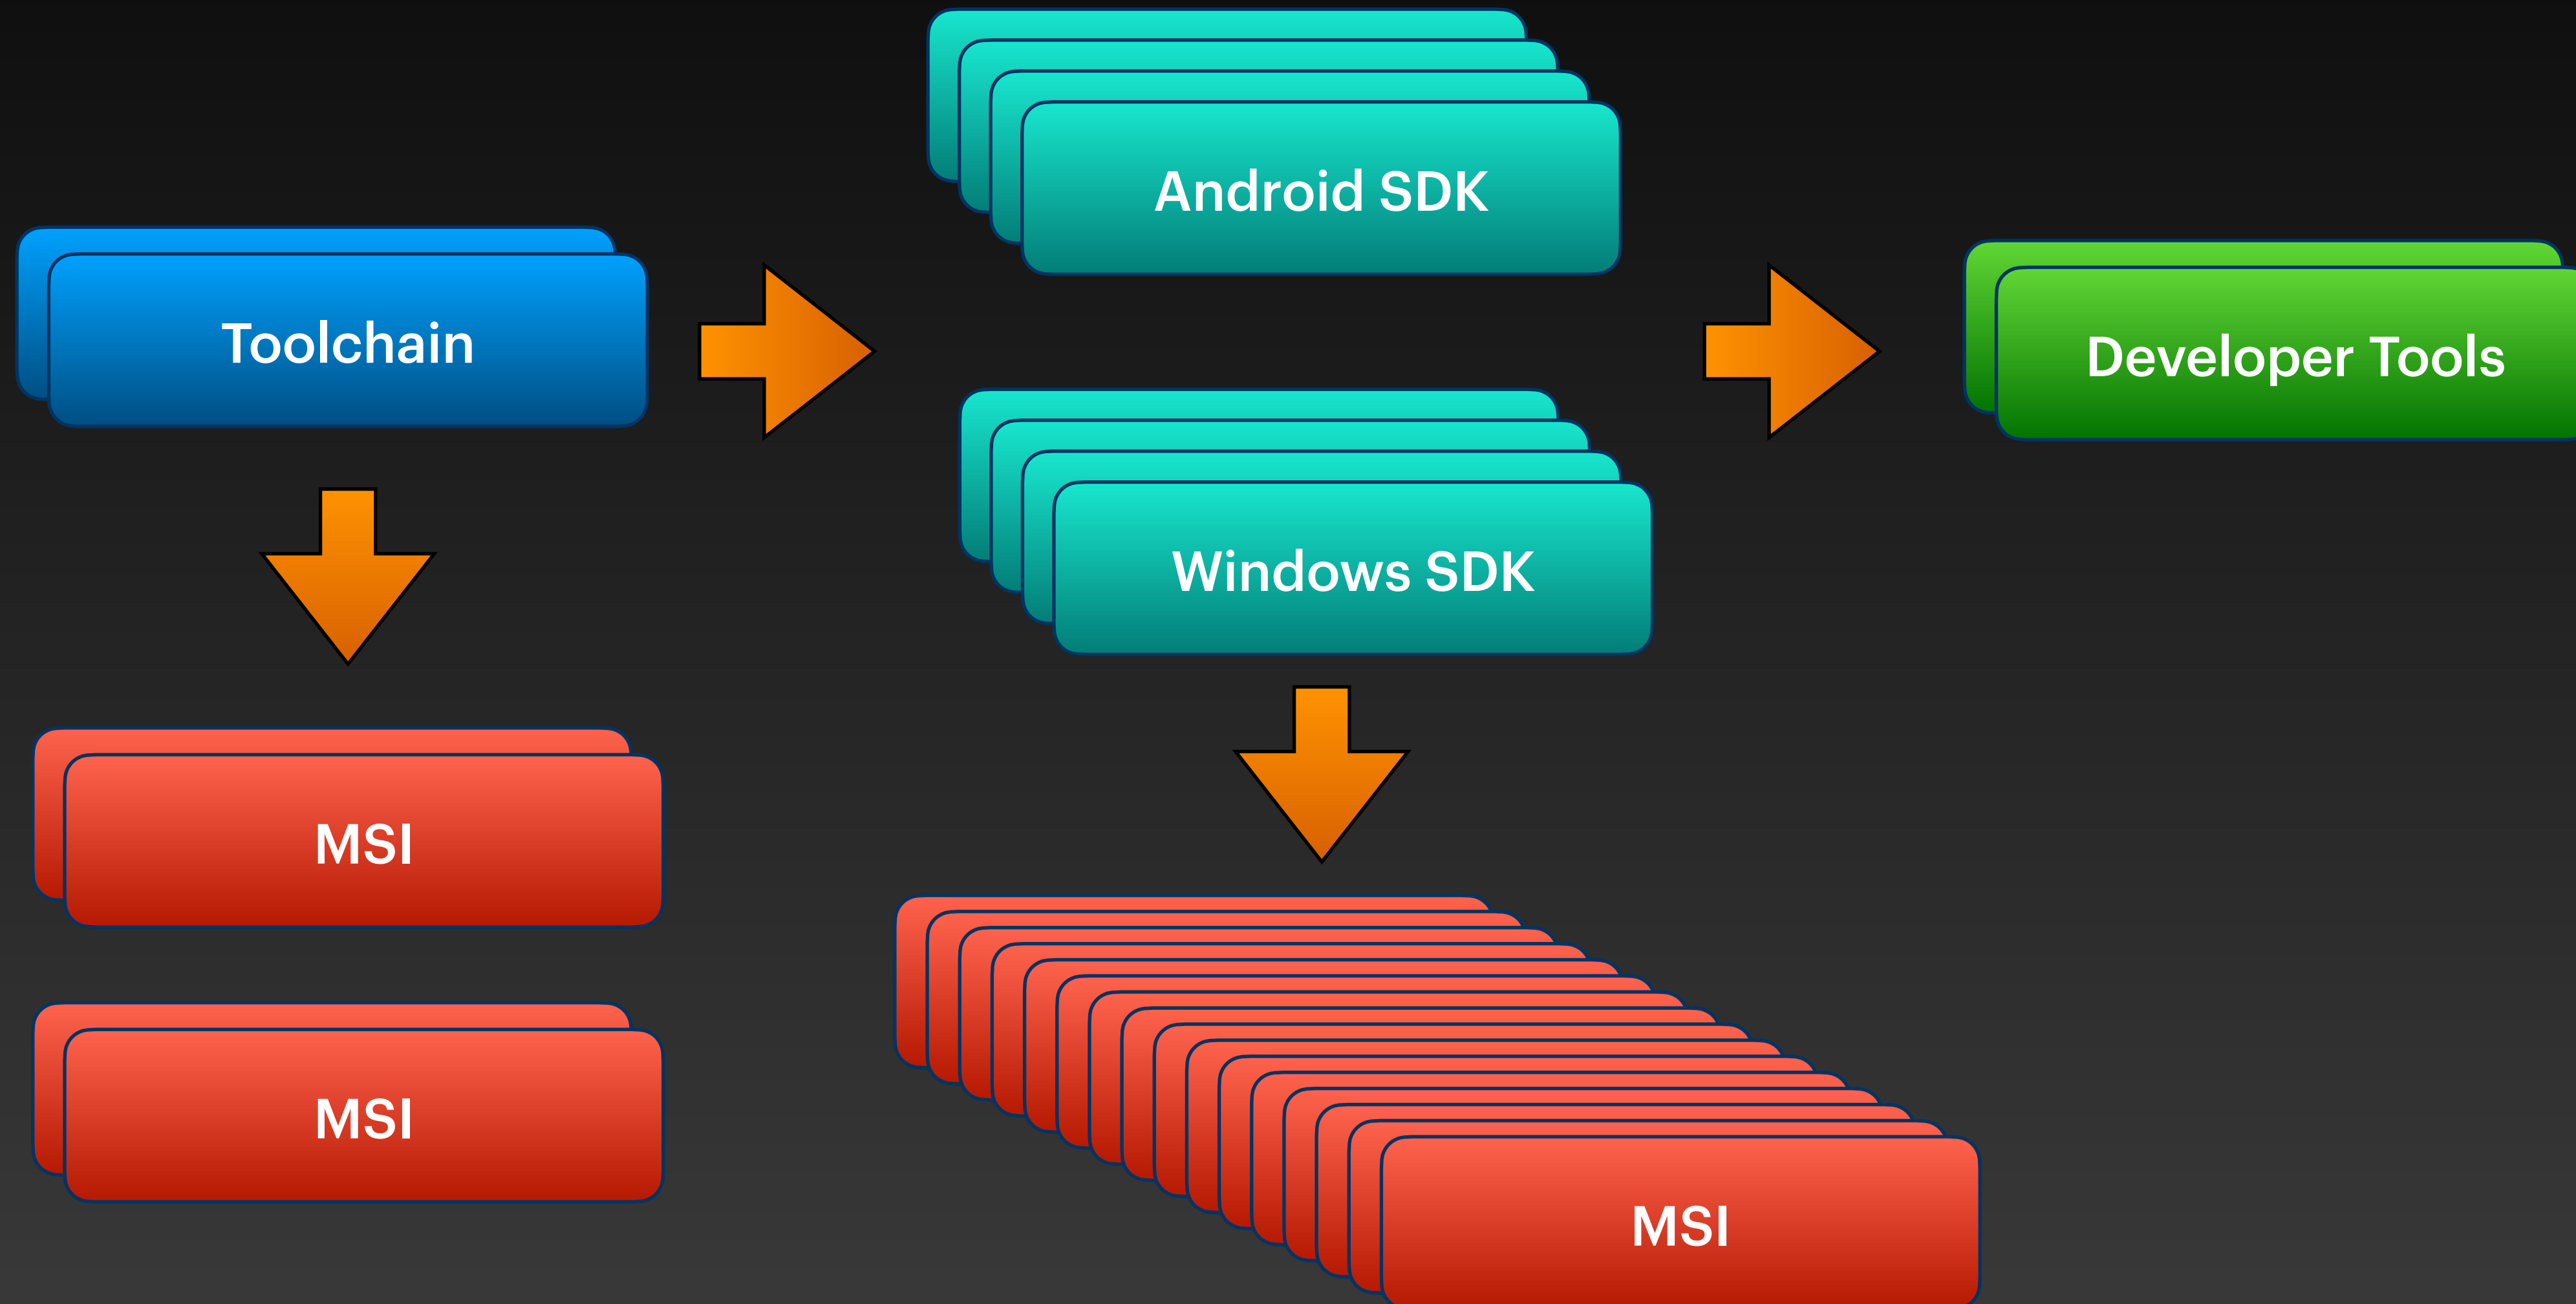 Android SDK
Toolchain
Developer Tools
Windows SDK
MSI
MSI
MSI